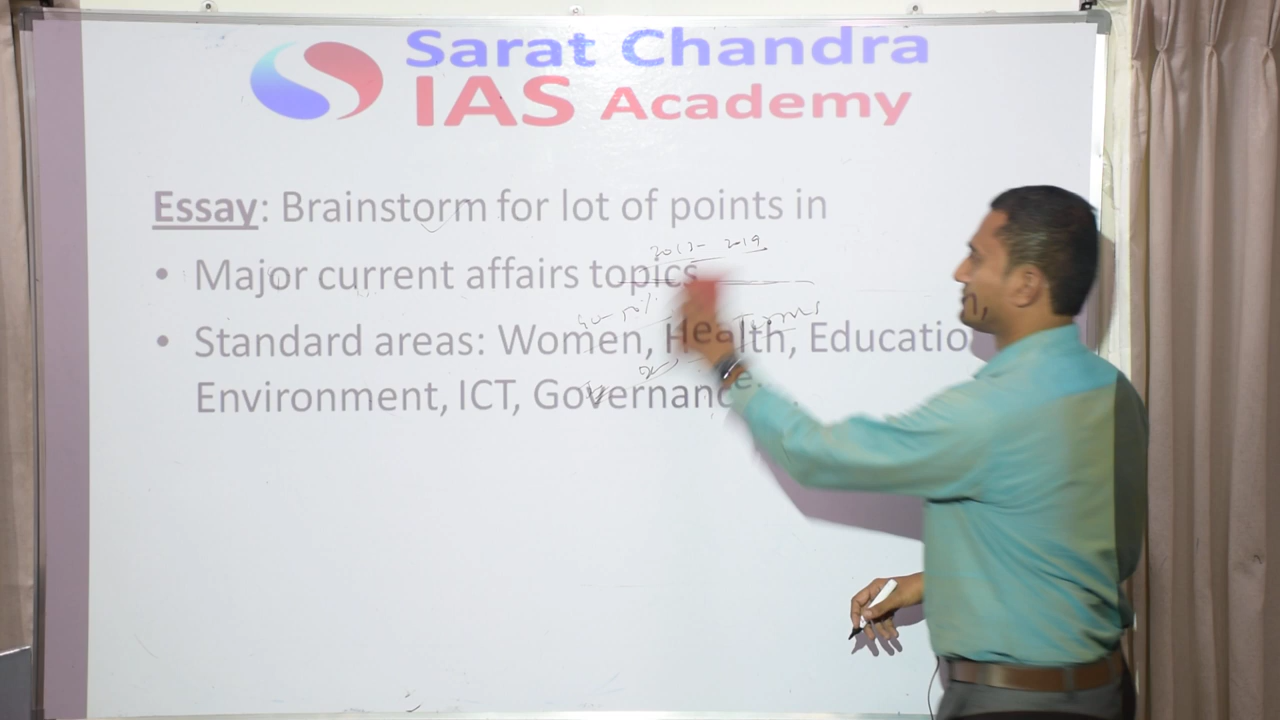 Sarat Chandra
IAS Academy
Essay: Brainstorm for lot of points in
2013- 2019
• Major current affairs topics
• Standard areas: Women, Health, Educatio
Environment, ICT, Governance.